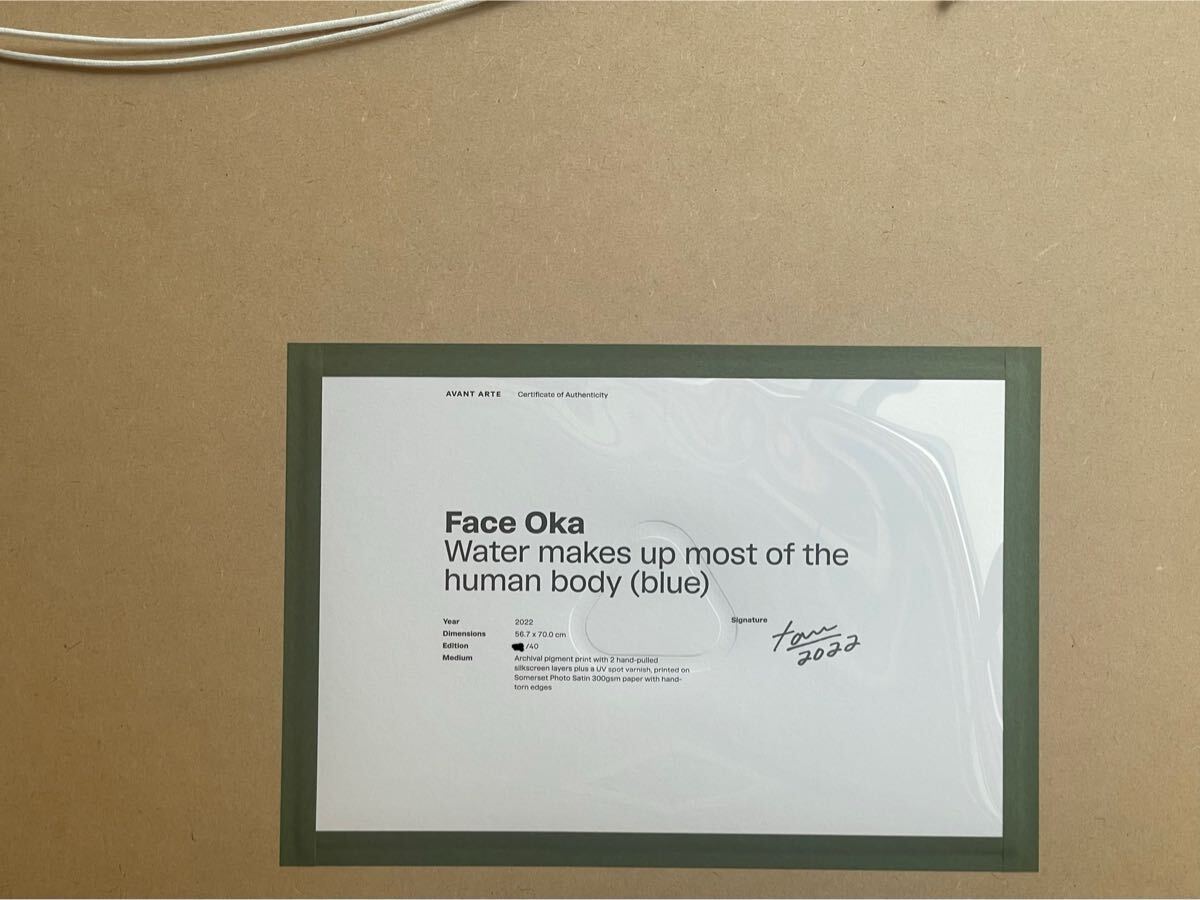 AVANT ARTE Certificate of Authenticity
Face Oka
Water makes up most of the
human body (blue)
Year 2022
Dimensions 56.7 x 70.0 cm
Edition /40
Medium Archival pigment print with 2 hand-pulled
silkscreen layers plus a UV spot varnish, printed on
Somerset Photo Satin 300gsm paper with hand-
torn edges
Signature
2022